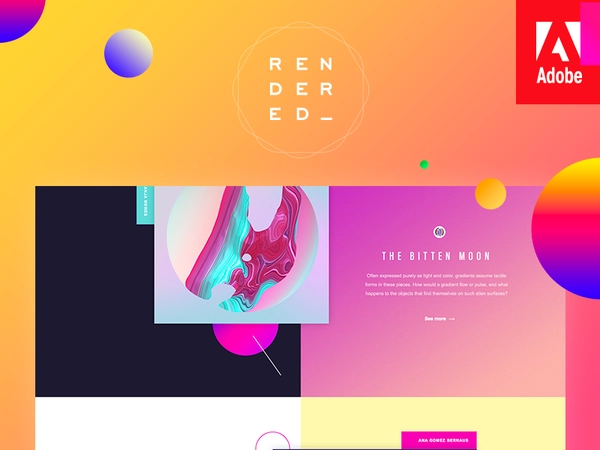 REN
DER
ED_
Adobe
THE BITTEN MOON
Often expressed purely as light and color, gradients assume tactile
forms in these pieces. How would a gradient flow or pulse, and what
happens to the objects that find themselves on such alien surfaces?
See more
ANA GOMÉZ BERNAUS